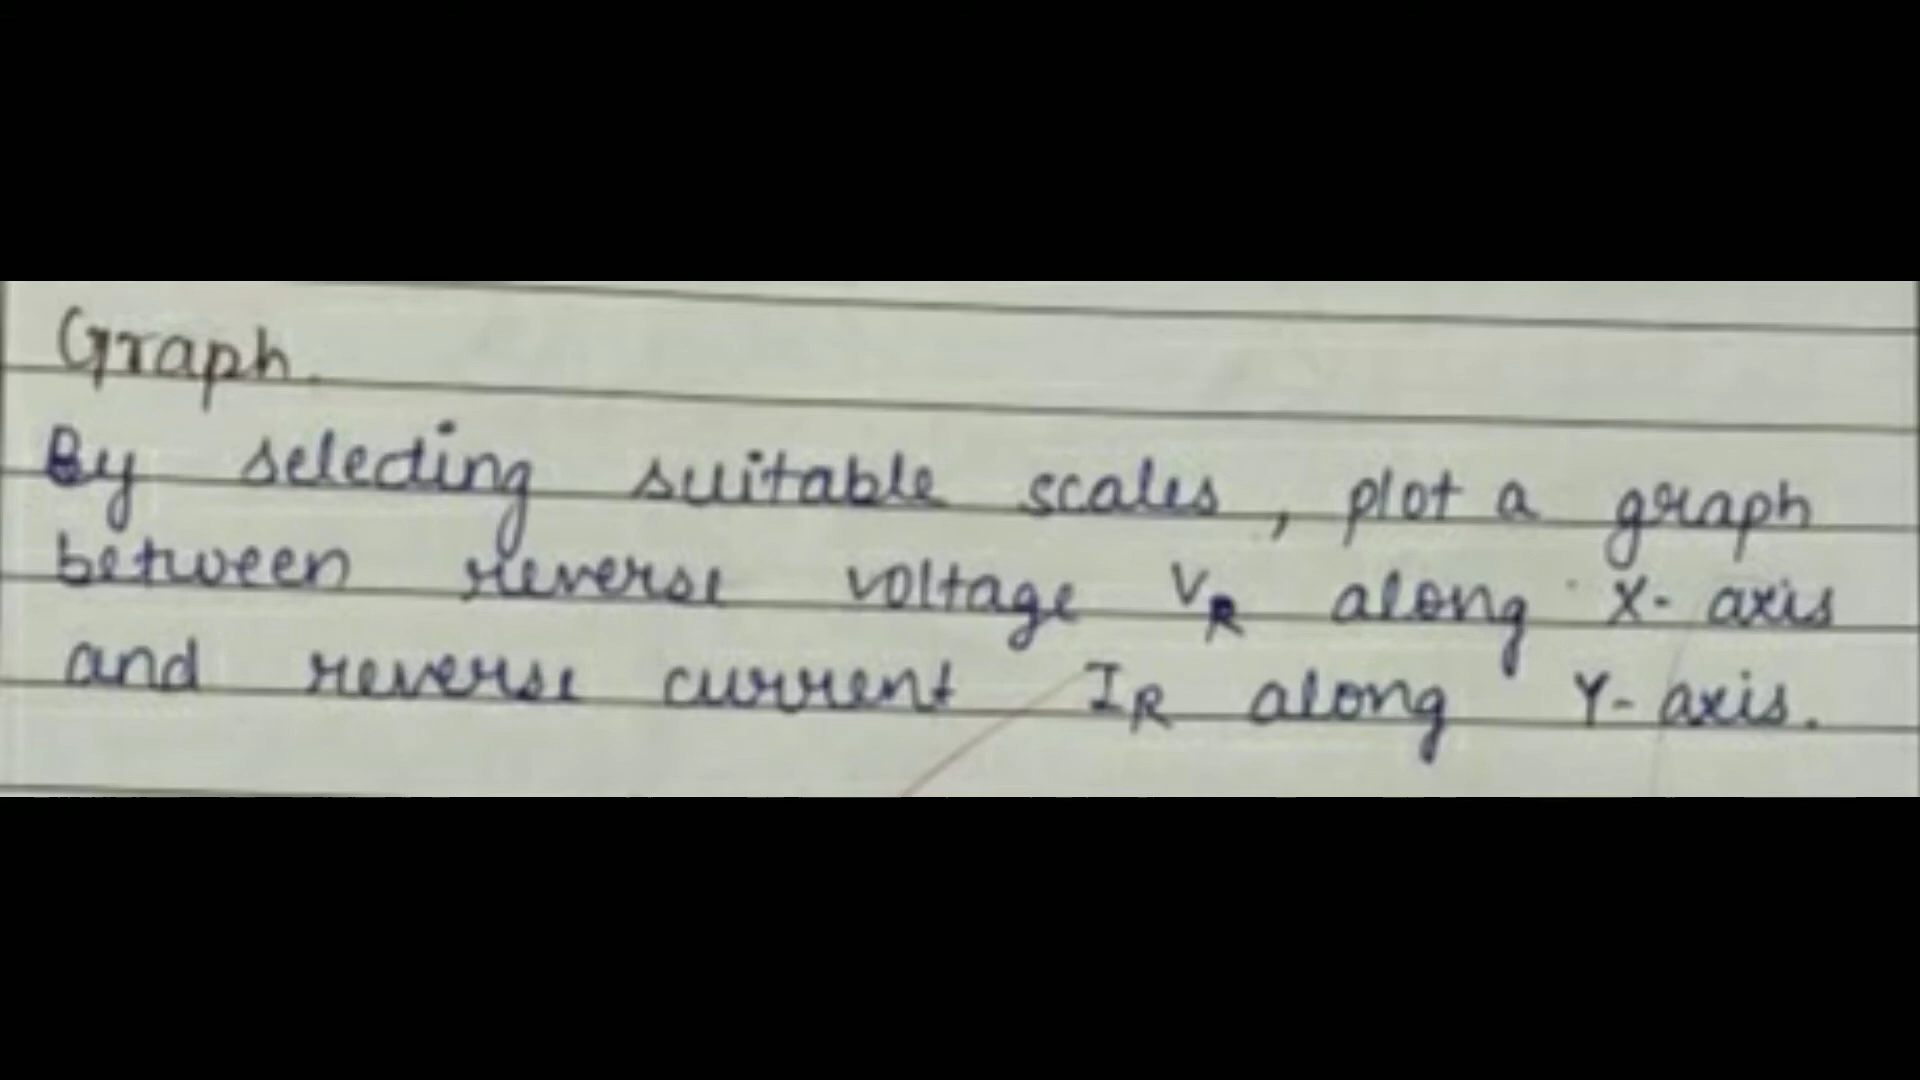 Graph.
By selecting suitable scales, plot a graph
between reverse voltage VR along X-axis
and reverse current IR along Y-axis.